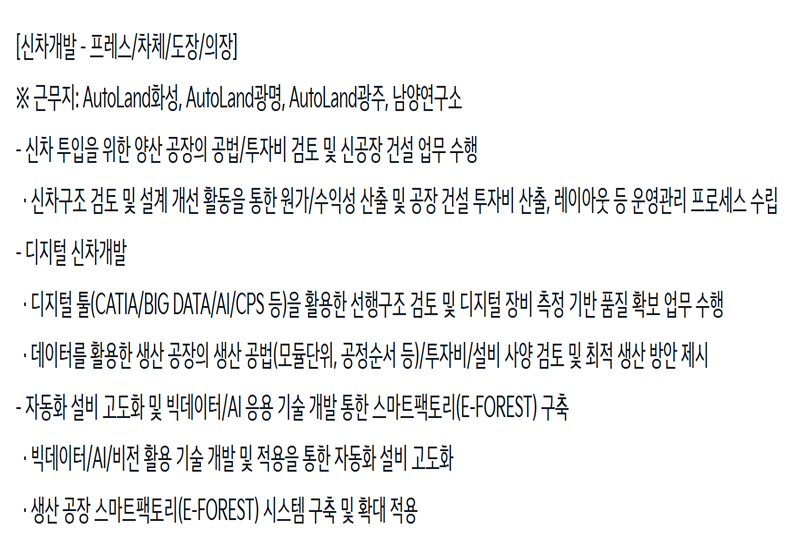 [신차개발 - 프레스/차체/도장/의장]
※ 근무지: AutoLand화성, AutoLand광명, AutoLand광주, 남양연구소
- 신차 투입을 위한 양산 공장의 공법/투자비 검토 및 신공장 건설 업무 수행
· 신차구조 검토 및 설계 개선 활동을 통한 원가/수익성 산출 및 공장 건설 투자비 산출, 레이아웃 등 운영관리 프로세스 수립
- 디지털 신차개발
· 디지털 툴(CATIA/BIG DATA/AI/CPS 등)을 활용한 선행구조 검토 및 디지털 장비 측정 기반 품질 확보 업무 수행
· 데이터를 활용한 생산 공장의 생산 공법(모듈단위, 공정순서 등)/투자비/설비 사양 검토 및 최적 생산 방안 제시
- 자동화 설비 고도화 및 빅데이터/AI 응용 기술 개발 통한 스마트팩토리(E-FOREST) 구축
· 빅데이터/AI/비전 활용 기술 개발 및 적용을 통한 자동화 설비 고도화
· 생산 공장 스마트팩토리(E-FOREST) 시스템 구축 및 확대 적용